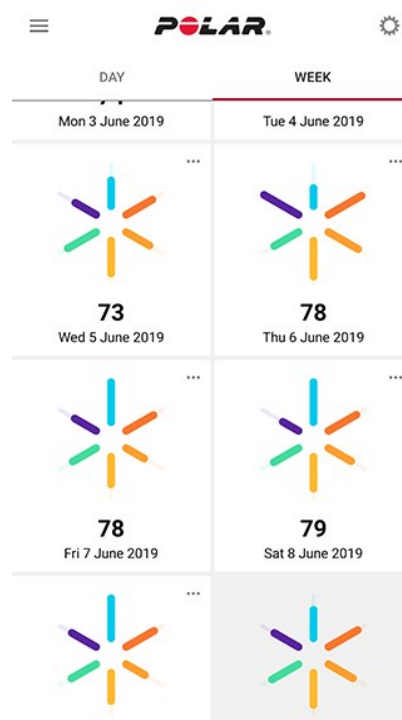 POLAR.
DAY
WEEK
Mon 3 June 2019
Tue 4 June 2019
73
Wed 5 June 2019
78
Thu 6 June 2019
78
Fri 7 June 2019
79
Sat 8 June 2019